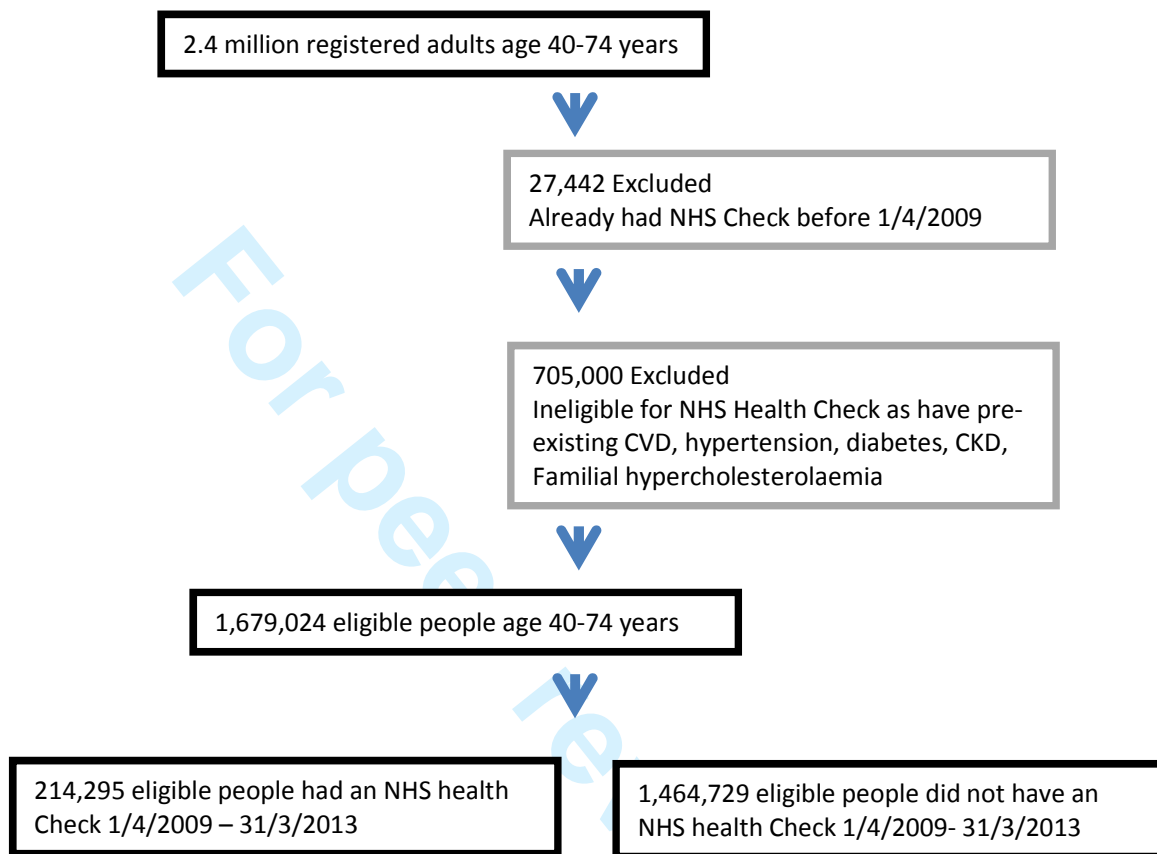 2.4 million registered adults age 40-74 years
27,442 Excluded
Already had NHS Check before 1/4/2009
705,000 Excluded
Ineligible for NHS Health Check as have pre-
existing CVD, hypertension, diabetes, CKD,
Familial hypercholesterolaemia
1,679,024 eligible people age 40-74 years
214,295 eligible people had an NHS health
Check 1/4/2009 – 31/3/2013
1,464,729 eligible people did not have an
NHS health Check 1/4/2009- 31/3/2013
For pee re